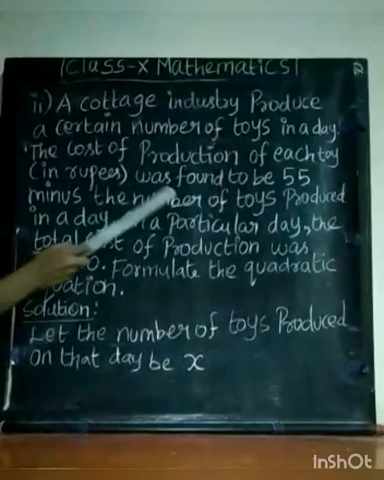 Class-X Mathematics
ii) A cottage industry Produce
a certain number of toys in a day.
The cost of Production of each toy
(in rupees) was found to be 55
minus the number of toys Produced
in a day a Particular day, the
total of Production was
0. Formulate the quadratic
Solution:
Let the number of toys Produced
on that day be x
InShOt